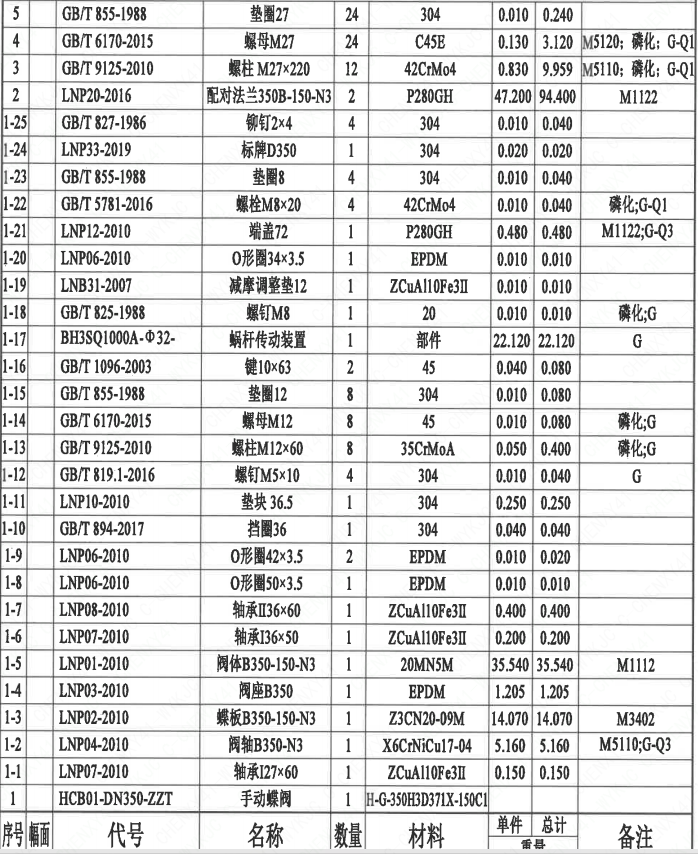 5 GB/T 855-1988 垫圈27 24 304 0.010 0.240
4 GB/T 6170-2015 螺母M27 24 C45E 0.130 3.120 M5120；磷化；G-Q1
3 GB/T 9125-2010 螺柱 M27×220 12 42CrMo4 0.830 9.959 M5110；磷化；G-Q1
2 LNP20-2016 配对法兰350B-150-N3 2 P280GH 47.200 94.400 M1122
1-25 GB/T 827-1986 铆钉2×4 4 304 0.010 0.040
1-24 LNP33-2019 标牌D350 1 304 0.020 0.020
1-23 GB/T 855-1988 垫圈8 4 304 0.010 0.040
1-22 GB/T 5781-2016 螺栓M8×20 4 42CrMo4 0.010 0.040 磷化;G-Q1
1-21 LNP12-2010 端盖72 1 P280GH 0.480 0.480 M1122;G-Q3
1-20 LNP06-2010 O形圈34×3.5 1 EPDM 0.010 0.010
1-19 LNB31-2007 减摩调整垫12 1 ZCuAl10Fe3II 0.010 0.010
1-18 GB/T 825-1988 螺钉M8 1 20 0.010 0.010 磷化;G
1-17 BH3SQ1000A-Φ32- 蜗杆传动装置 1 部件 22.120 22.120 G
1-16 GB/T 1096-2003 键10×63 2 45 0.040 0.080
1-15 GB/T 855-1988 垫圈12 8 304 0.010 0.080
1-14 GB/T 6170-2015 螺母M12 8 45 0.010 0.080 磷化;G
1-13 GB/T 9125-2010 螺柱M12×60 8 35CrMoA 0.050 0.400 磷化;G
1-12 GB/T 819.1-2016 螺钉M5×10 4 304 0.010 0.040 G
1-11 LNP10-2010 垫块 36.5 1 304 0.250 0.250
1-10 GB/T 894-2017 挡圈36 1 304 0.040 0.040
1-9 LNP06-2010 O形圈42×3.5 2 EPDM 0.010 0.020
1-8 LNP06-2010 O形圈50×3.5 1 EPDM 0.010 0.010
1-7 LNP08-2010 轴承II36×60 1 ZCuAl10Fe3II 0.400 0.400
1-6 LNP07-2010 轴承I36×50 1 ZCuAl10Fe3II 0.200 0.200
1-5 LNP01-2010 阀体B350-150-N3 1 20MN5M 35.540 35.540 M1112
1-4 LNP03-2010 阀座B350 1 EPDM 1.205 1.205
1-3 LNP02-2010 蝶板B350-150-N3 1 Z3CN20-09M 14.070 14.070 M3402
1-2 LNP04-2010 阀轴B350-N3 1 X6CrNiCu17-04 5.160 5.160 M5110;G-Q3
1-1 LNP07-2010 轴承I27×60 1 ZCuAl10Fe3II 0.150 0.150
1 HCB01-DN350-ZZT 手动蝶阀 1 H-G-350H3D371X-150C1
序号 幅面 代号 名称 数量 材料 单件 总计 备注
重量